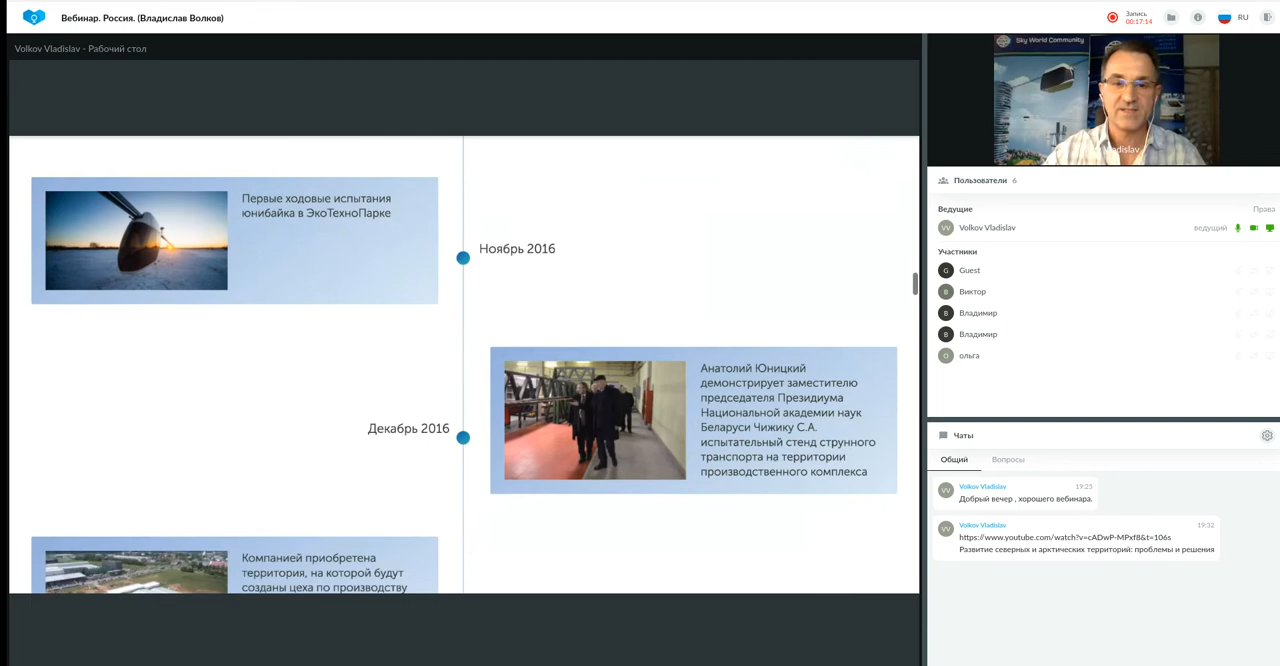 Вебинар. Россия. (Владислав Волков)
Запись
00:17:14
RU
Volkov Vladislav - Рабочий стол
Первые ходовые испытания
юнибайка в ЭкоТехноПарке
Ноябрь 2016
Анатолий Юницкий
демонстрирует заместителю
председателя Президиума
Национальной академии наук
Беларуси Чижику С.А.
испытательный стенд струнного
транспорта на территории
производственного комплекса
Декабрь 2016
Компанией приобретена
территория, на которой будут
созданы цеха по производству
Sky World Community
Пользователи 6
Ведущие Права
VV Volkov Vladislav ведущий
Участники
G Guest
В Виктор
В Владимир
В Владимир
О ольга
Чаты
Общий Вопросы
VV Volkov Vladislav 19:25
Добрый вечер , хорошего вебинара.
VV Volkov Vladislav 19:32
https://www.youtube.com/watch?v=cADwP-MPxf8&t=106s
Развитие северных и арктических территорий: проблемы и решения